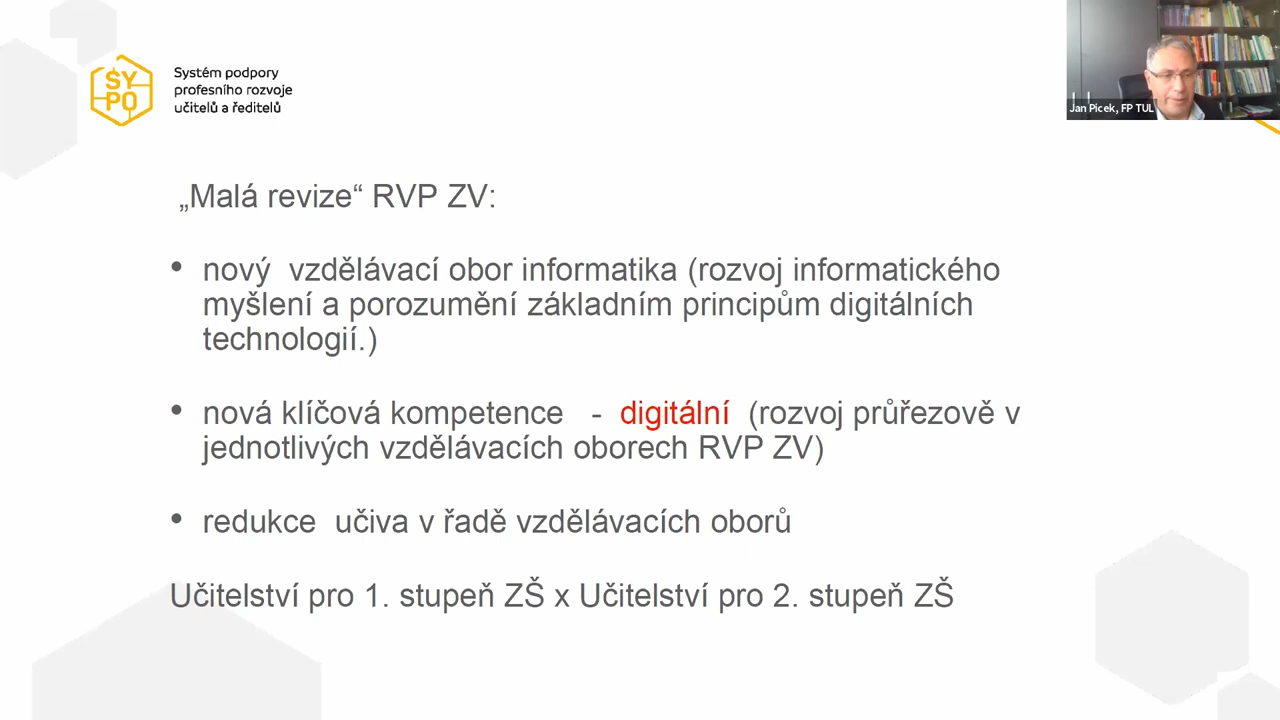 SYPO
Systém podpory
profesního rozvoje
učitelů a ředitelů
Jan Picek, FP TUL
„Malá revize“ RVP ZV:
• nový vzdělávací obor informatika (rozvoj informatického
myšlení a porozumění základním principům digitálních
technologií.)
• nová klíčová kompetence - digitální (rozvoj průřezově v
jednotlivých vzdělávacích oborech RVP ZV)
• redukce učiva v řadě vzdělávacích oborů
Učitelství pro 1. stupeň ZŠ x Učitelství pro 2. stupeň ZŠ